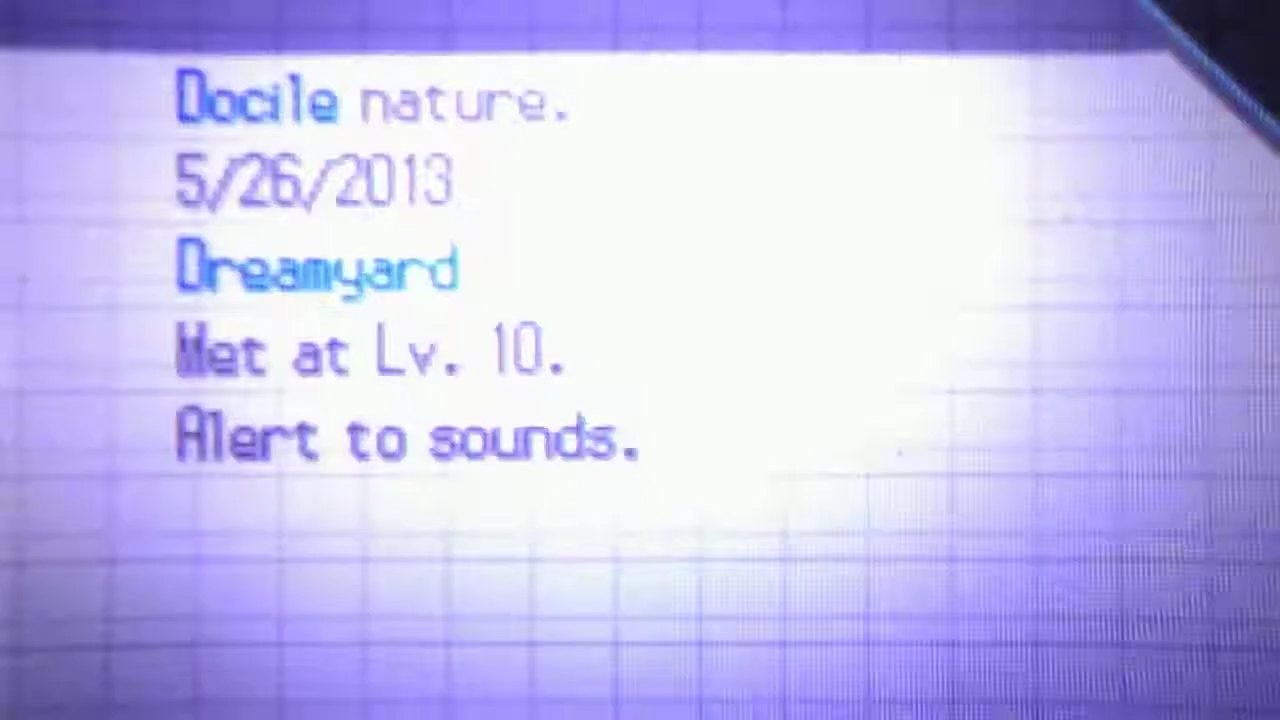 Docile nature.
5/26/2013
Dreamyard
Met at Lv. 10.
Alert to sounds.